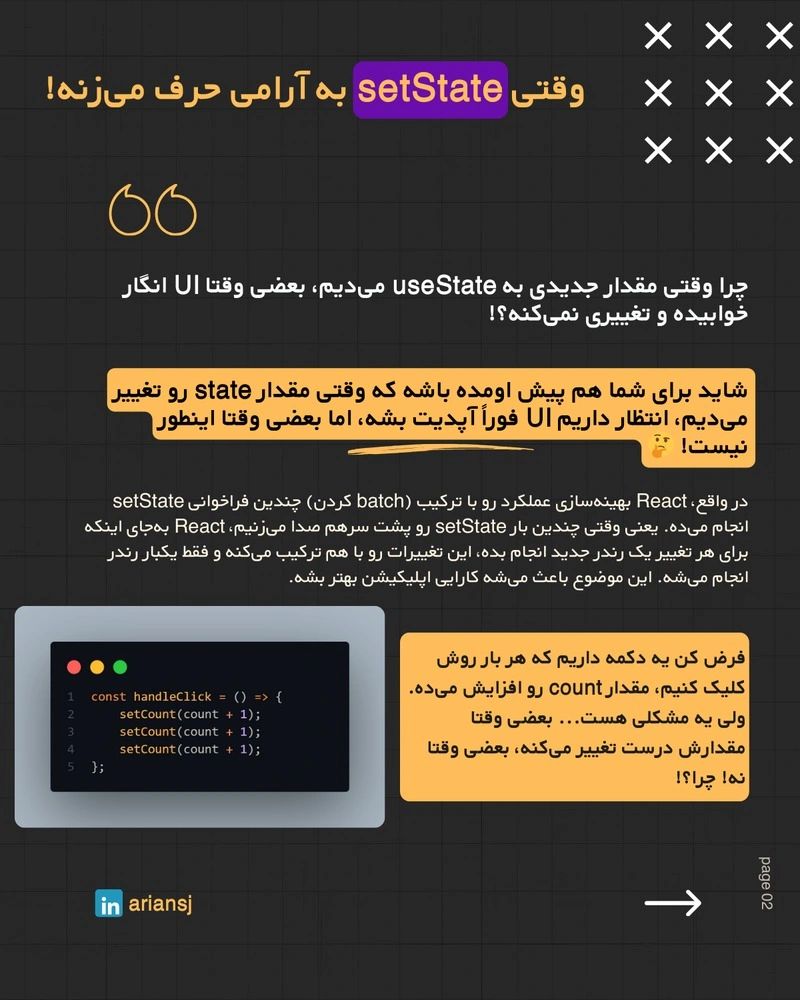 وقتی setState به آرامی حرف می‌زنه!
چرا وقتی مقدار جدیدی به useState می‌دیم، بعضی وقتا UI انگار
خوابیده و تغییری نمی‌کنه؟!
شاید برای شما هم پیش اومده باشه که وقتی مقدار state رو تغییر
می‌دیم، انتظار داریم UI فوراً آپدیت بشه، اما بعضی وقتا اینطور
نیست! 🤔
در واقع، React بهینه‌سازی عملکرد رو با ترکیب (batch کردن) چندین فراخوانی setState
انجام می‌ده. یعنی وقتی چندین بار setState رو پشت سرهم صدا می‌زنیم، React به‌جای اینکه
برای هر تغییر یک رندر جدید انجام بده، این تغییرات رو با هم ترکیب می‌کنه و فقط یکبار رندر
انجام می‌شه. این موضوع باعث می‌شه کارایی اپلیکیشن بهتر بشه.
فرض کن یه دکمه داریم که هر بار روش
کلیک کنیم، مقدار count رو افزایش می‌ده.
ولی یه مشکلی هست... بعضی وقتا
مقدارش درست تغییر می‌کنه، بعضی وقتا
نه! چرا؟!
1 const handleClick = () => {
2     setCount(count + 1);
3     setCount(count + 1);
4     setCount(count + 1);
5 };
in ariansj
page 02